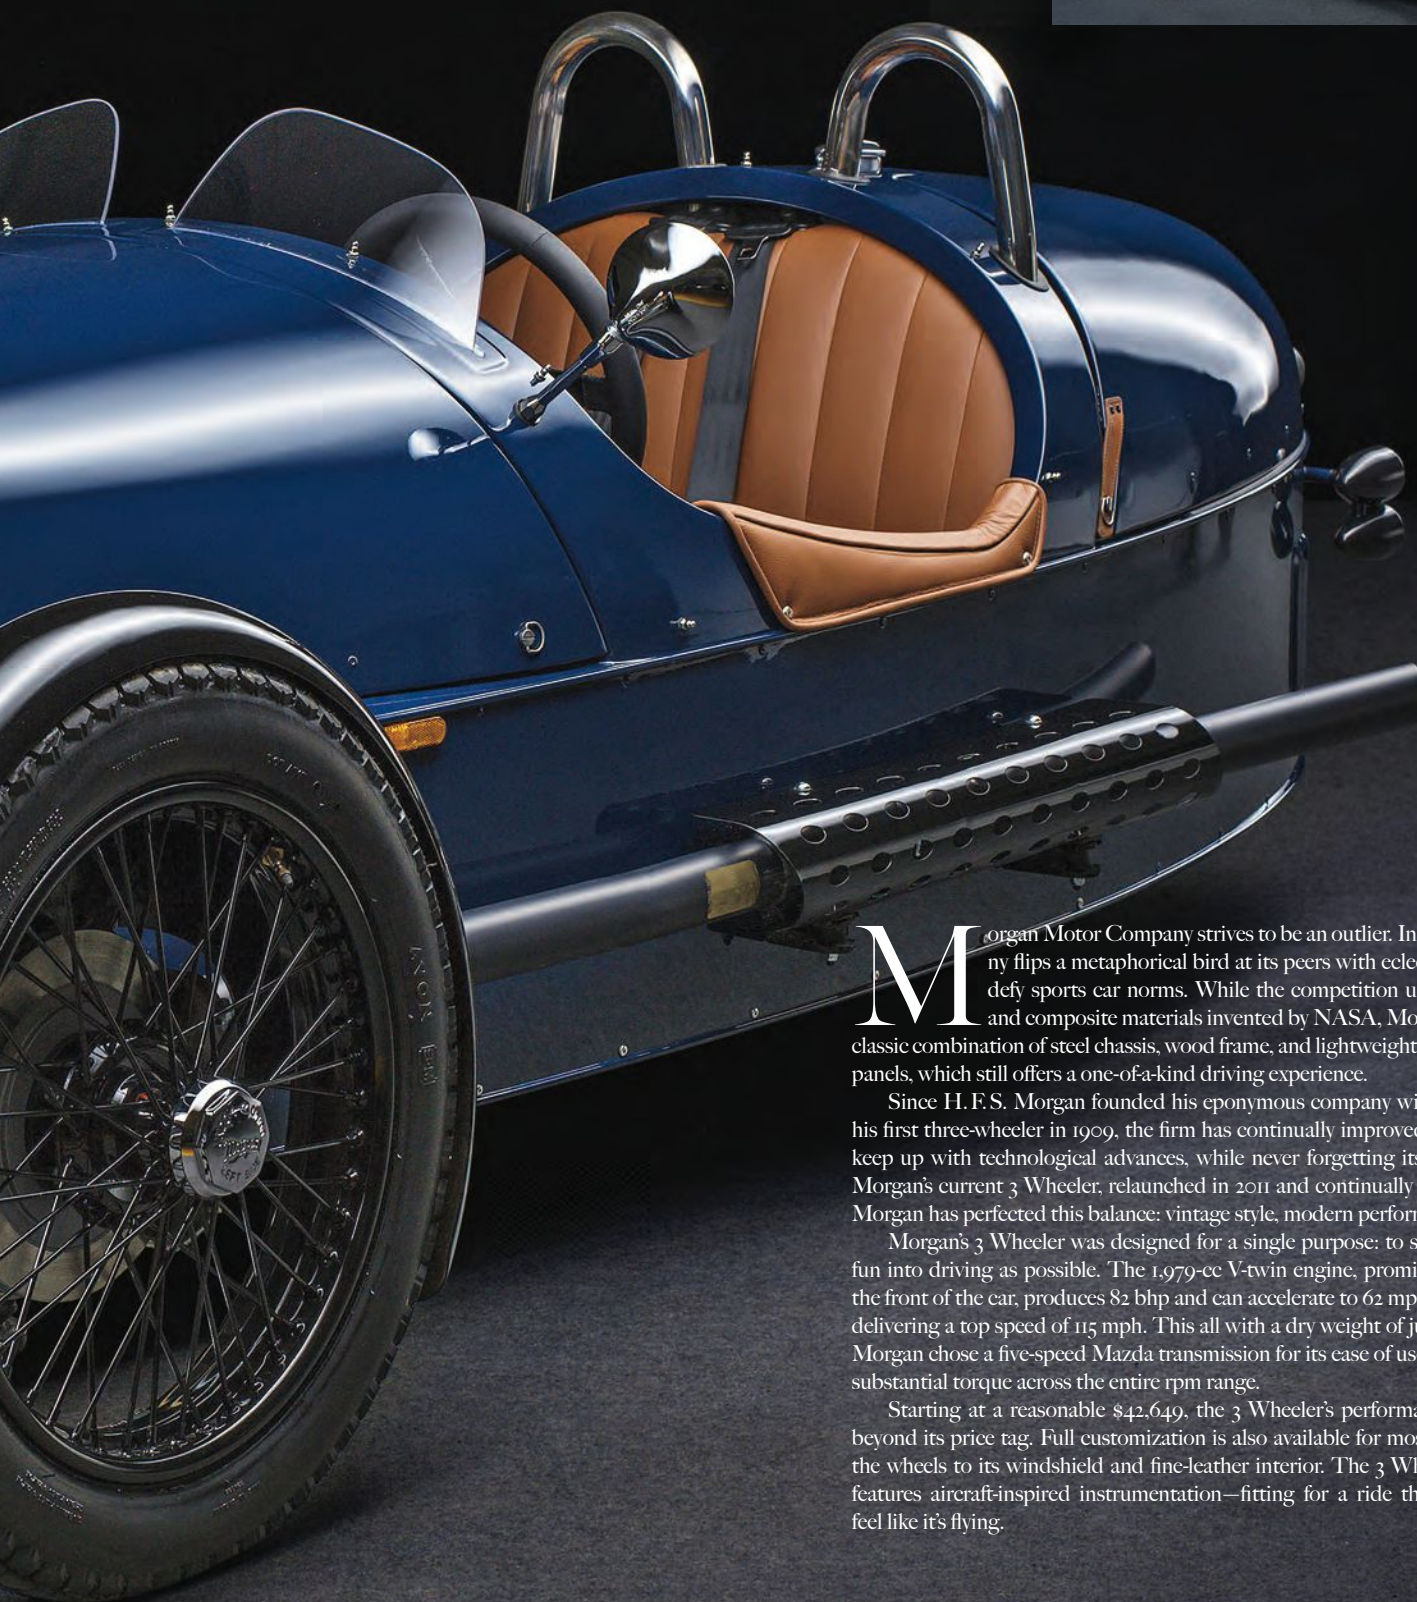 Morgan Motor Company strives to be an outlier. In
ny flips a metaphorical bird at its peers with ecle
defy sports car norms. While the competition u
and composite materials invented by NASA, Mo
classic combination of steel chassis, wood frame, and lightweight
panels, which still offers a one-of-a-kind driving experience.
Since H.F.S. Morgan founded his eponymous company wi
his first three-wheeler in 1909, the firm has continually improved
keep up with technological advances, while never forgetting its
Morgan's current 3 Wheeler, relaunched in 2011 and continually
Morgan has perfected this balance: vintage style, modern perform
Morgan's 3 Wheeler was designed for a single purpose: to s
fun into driving as possible. The 1,979-cc V-twin engine, promi
the front of the car, produces 82 bhp and can accelerate to 62 mp
delivering a top speed of 115 mph. This all with a dry weight of ju
Morgan chose a five-speed Mazda transmission for its ease of us
substantial torque across the entire rpm range.
Starting at a reasonable $42,649, the 3 Wheeler's performa
beyond its price tag. Full customization is also available for mos
the wheels to its windshield and fine-leather interior. The 3 Wh
features aircraft-inspired instrumentation—fitting for a ride th
feel like it's flying.
LEFT SIDE